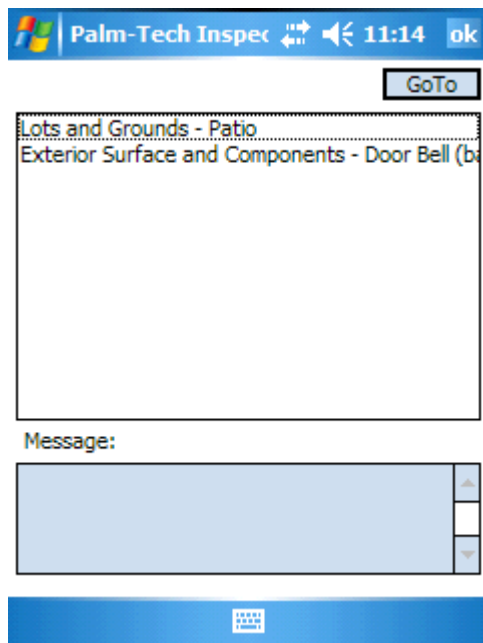 Palm-Tech Inspec 11:14 ok
GoTo
Lots and Grounds - Patio
Exterior Surface and Components - Door Bell (ba
Message: